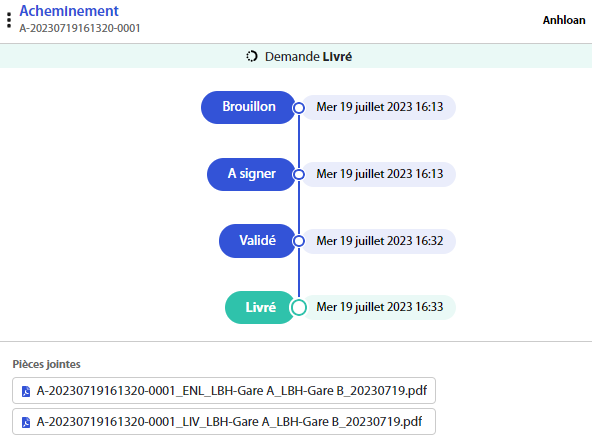 Acheminement
A-20230719161320-0001
Anhloan
Demande Livré
Brouillon Mer 19 juillet 2023 16:13
A signer Mer 19 juillet 2023 16:13
Validé Mer 19 juillet 2023 16:32
Livré Mer 19 juillet 2023 16:33
Pièces jointes
A-20230719161320-0001_ENL_LBH-Gare A_LBH-Gare B_20230719.pdf
A-20230719161320-0001_LIV_LBH-Gare A_LBH-Gare B_20230719.pdf